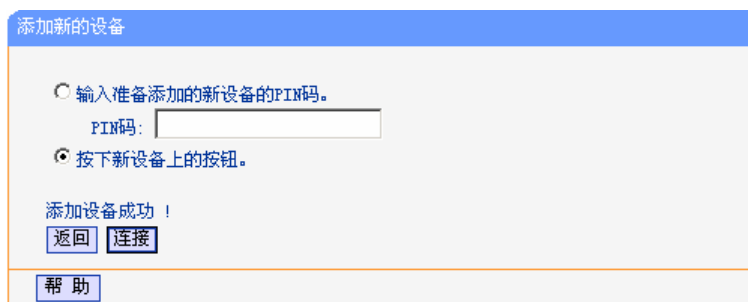 添加新的设备
输入准备添加的新设备的PIN码。
PIN码:
按下新设备上的按钮。
添加设备成功 !
返回 连接
帮 助